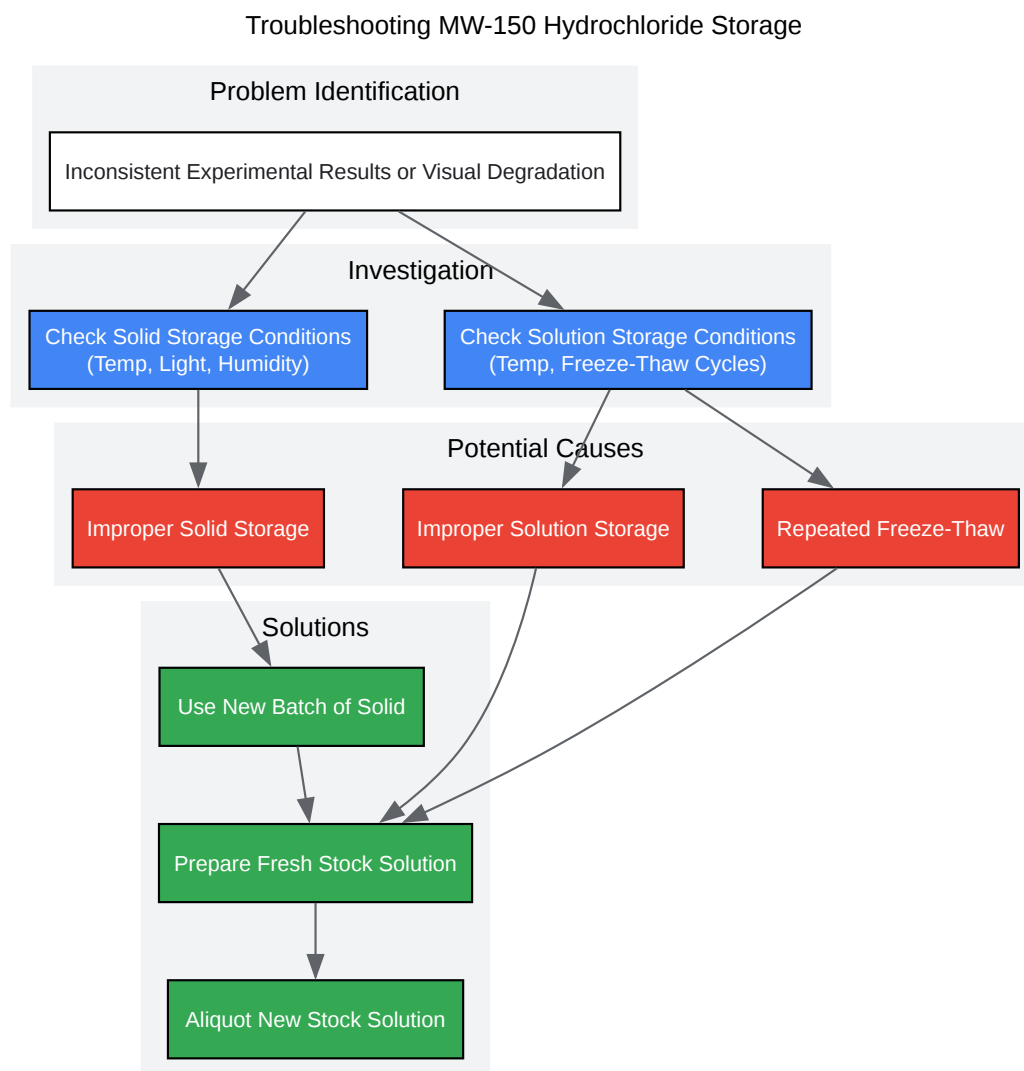 Troubleshooting MW-150 Hydrochloride Storage
Problem Identification
Inconsistent Experimental Results or Visual Degradation
Investigation
Check Solid Storage Conditions
(Temp, Light, Humidity)
Check Solution Storage Conditions
(Temp, Freeze-Thaw Cycles)
Potential Causes
Improper Solid Storage
Improper Solution Storage
Repeated Freeze-Thaw
Solutions
Use New Batch of Solid
Prepare Fresh Stock Solution
Aliquot New Stock Solution